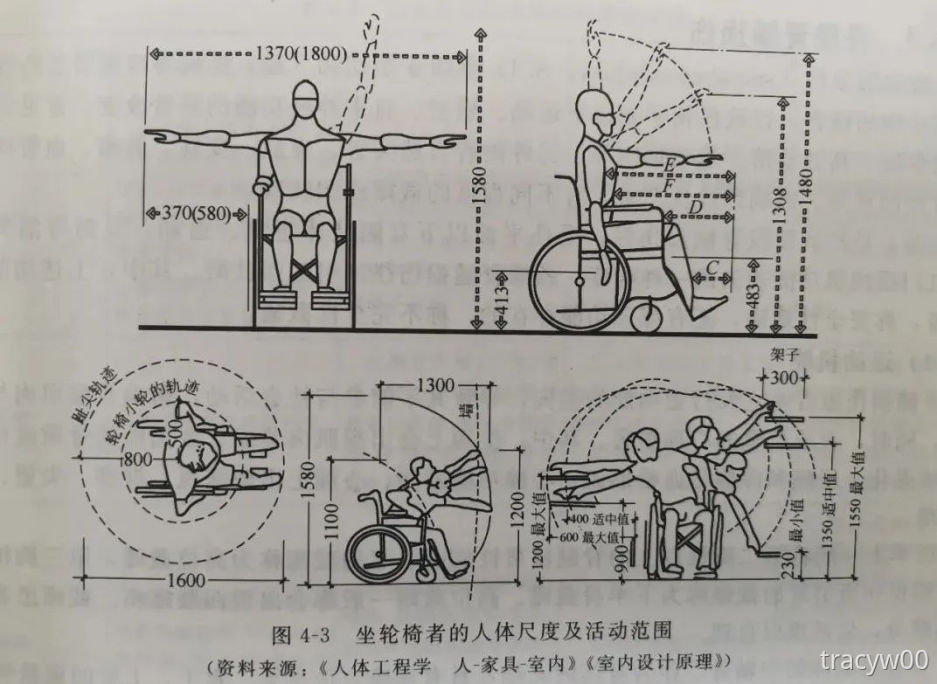 1370(1800)
370(580)
1580
413
E
F
D
C
483
1308
1480
趾尖轨迹
轮椅小轮的轨迹
500
800
1600
1300
墙
1580
1100
1200
架子
300
1200 最大值
400 适中值
600 最大值
900
最小值
230
1350 适中值
1550 最大值
图 4-3 坐轮椅者的人体尺度及活动范围
(资料来源:《人体工程学 人-家具-室内》《室内设计原理》)
tracyw00